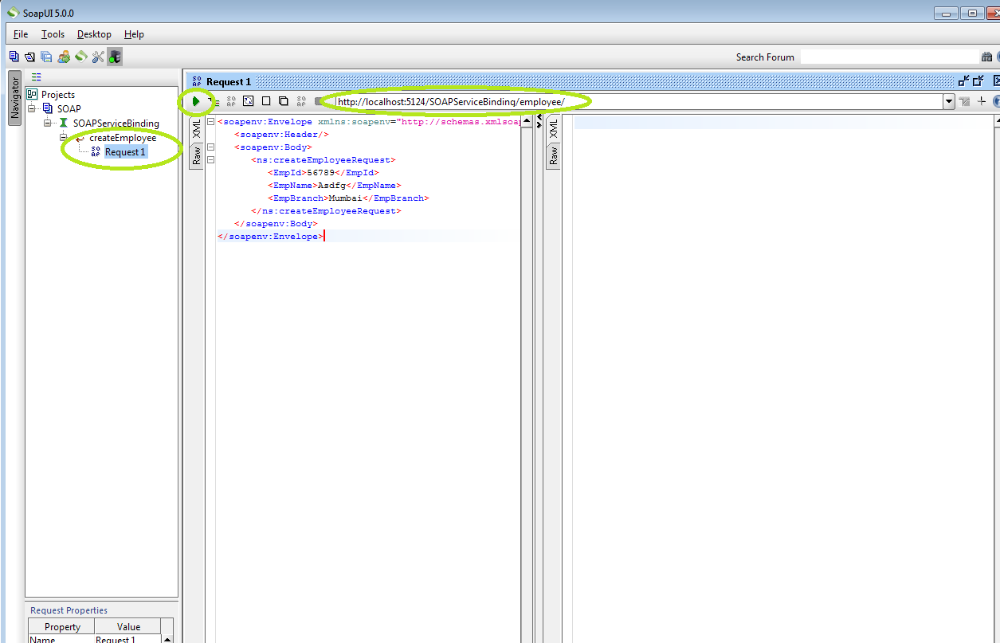 SoapUI 5.0.0
File Tools Desktop Help
Search Forum
Navigator
Projects
SOAP
SOAPServiceBinding
createEmployee
Request 1
Request 1
http://localhost:5124/SOAPServiceBinding/employee/
XML
Raw
<soapenv:Envelope xmlns:soapenv="http://schemas.xmlsoap
<soapenv:Header/>
<soapenv:Body>
<ns:createEmployeeRequest>
<EmpId>56789</EmpId>
<EmpName>Asdfg</EmpName>
<EmpBranch>Mumbai</EmpBranch>
</ns:createEmployeeRequest>
</soapenv:Body>
</soapenv:Envelope>
XML
Raw
Request Properties
Property Value
Name Request 1